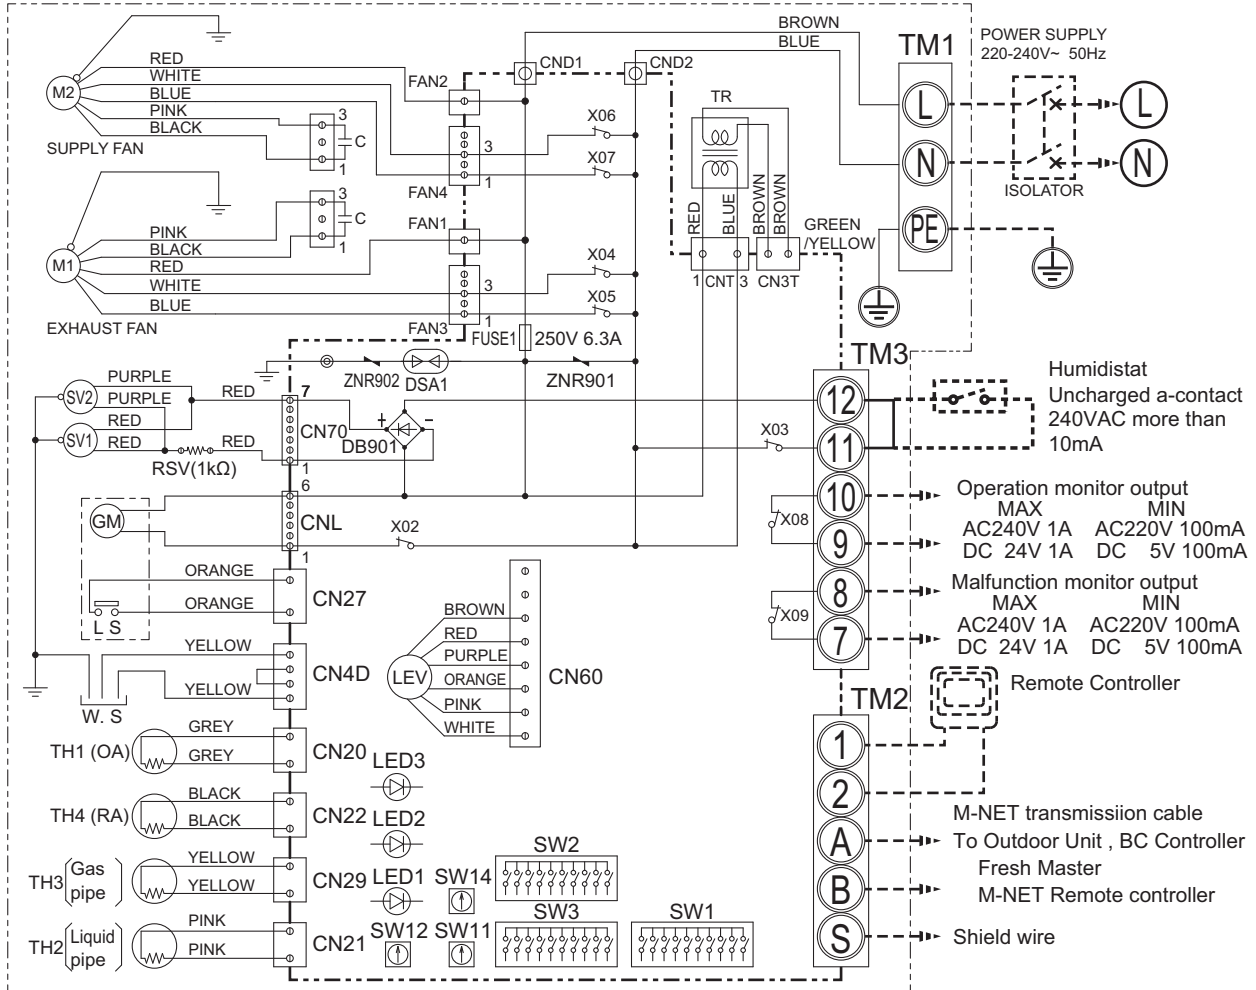 BROWN
BLUE
TM1
POWER SUPPLY
220-240V~ 50Hz
L
N
PE
L
N
ISOLATOR
GREEN
/YELLOW
CND1
CND2
TR
RED
BLUE
BROWN
BROWN
1 CNT 3 CN3T
M2
RED
WHITE
BLUE
PINK
BLACK
SUPPLY FAN
3
C
1
FAN2
3
1
FAN4
X06
X07
M1
PINK
BLACK
RED
WHITE
BLUE
EXHAUST FAN
3
C
1
FAN1
3
1
FAN3
X04
X05
FUSE1
250V 6.3A
ZNR902
DSA1
ZNR901
SV2
PURPLE
PURPLE
SV1
RED
RED
RSV(1kΩ)
RED
RED
7
CN70
1
+
−
DB901
6
CNL
1
X02
X03
GM
L S
ORANGE
ORANGE
CN27
W. S
YELLOW
YELLOW
CN4D
LEV
BROWN
RED
PURPLE
ORANGE
PINK
WHITE
CN60
TH1 (OA)
GREY
GREY
CN20
TH4 (RA)
BLACK
BLACK
CN22
TH3
Gas
pipe
YELLOW
YELLOW
CN29
TH2
Liquid
pipe
PINK
PINK
CN21
LED3
LED2
LED1
SW14
SW12
SW11
SW2
SW3
SW1
TM3
12
11
10
9
8
7
X08
X09
Humidistat
Uncharged a-contact
240VAC more than
10mA
Operation monitor output
MAX MIN
AC240V 1A AC220V 100mA
DC 24V 1A DC 5V 100mA
Malfunction monitor output
MAX MIN
AC240V 1A AC220V 100mA
DC 24V 1A DC 5V 100mA
TM2
1
2
A
B
S
Remote Controller
M-NET transmissiion cable
To Outdoor Unit , BC Controller
Fresh Master
M-NET Remote controller
Shield wire